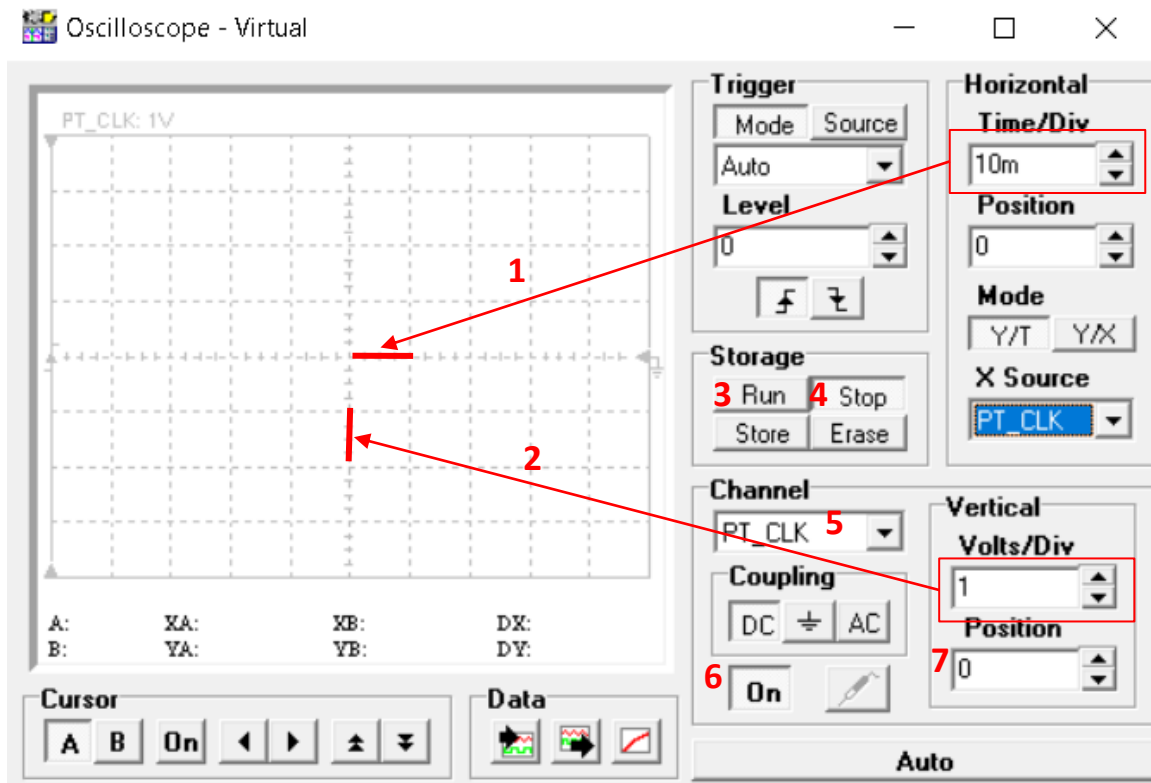 Oscilloscope - Virtual
PT_CLK: 1V
1
2
A: XA: XB: DX:
B: YA: YB: DY:
Cursor
A B On
Data
Trigger
Mode Source
Auto
Level
0
Storage
3 Run 4 Stop
Store Erase
Horizontal
Time/Div
10m
Position
0
Mode
Y/T Y/X
X Source
PT_CLK
Channel
PT_CLK 5
Coupling
DC AC
6 On
Vertical
Volts/Div
1
Position
7 0
Auto